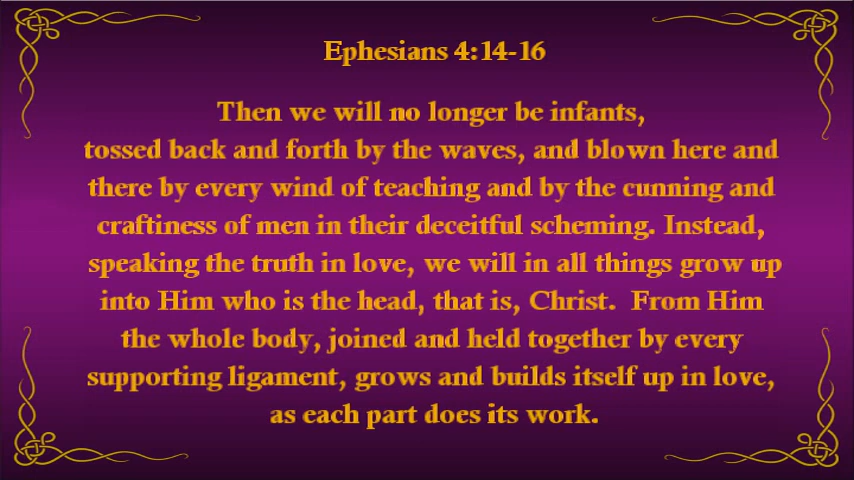 Ephesians 4:14-16
Then we will no longer be infants,
tossed back and forth by the waves, and blown here and
there by every wind of teaching and by the cunning and
craftiness of men in their deceitful scheming. Instead,
speaking the truth in love, we will in all things grow up
into Him who is the head, that is, Christ.  From Him
the whole body, joined and held together by every
supporting ligament, grows and builds itself up in love,
as each part does its work.